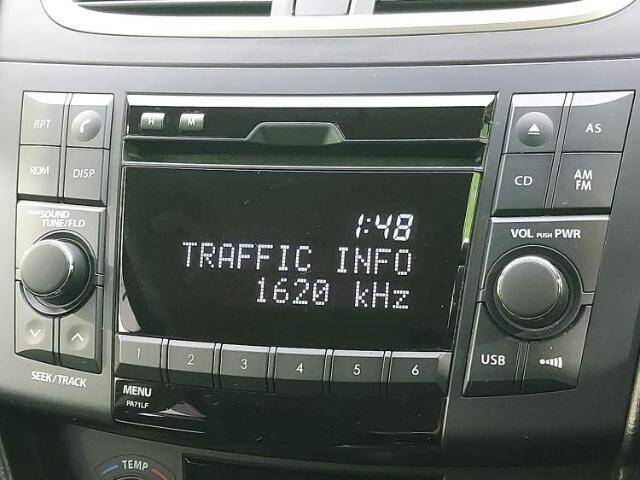 H M
RPT
RDM DISP
AS
CD AM
FM
SOUND
TUNE/FLD
VOL PUSH PWR
1:48
TRAFFIC INFO
1620 kHz
1 2 3 4 5 6
USB
SEEK/TRACK
MENU
PA71LF
TEMP